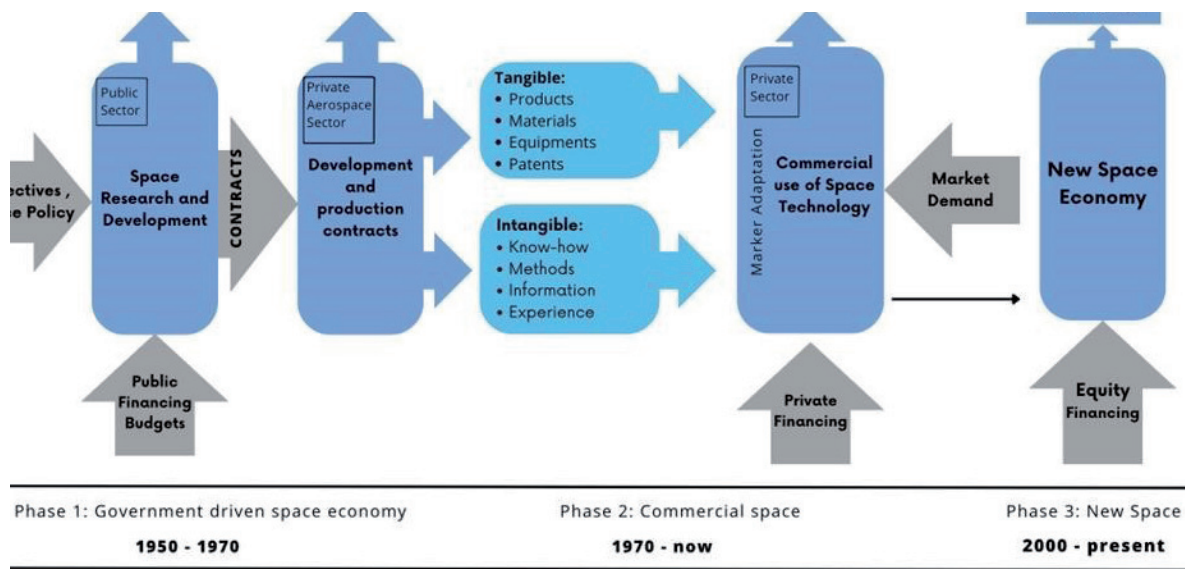 Public
Sector
Space
Research and
Development
ectives ,
e Policy
CONTRACTS
Public
Financing
Budgets
Private
Aerospace
Sector
Development
and
production
contracts
Tangible:
• Products
• Materials
• Equipments
• Patents
Intangible:
• Know-how
• Methods
• Information
• Experience
Private
Sector
Marker Adaptation
Commercial
use of Space
Technology
Private
Financing
Market
Demand
New Space
Economy
Equity
Financing
Phase 1: Government driven space economy
1950 - 1970
Phase 2: Commercial space
1970 - now
Phase 3: New Space
2000 - present